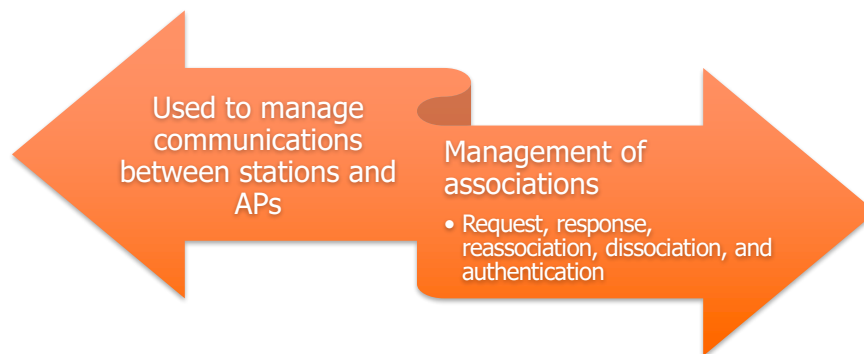 Used to manage
communications
between stations and
APs
Management of
associations
• Request, response,
reassociation, dissociation, and
authentication